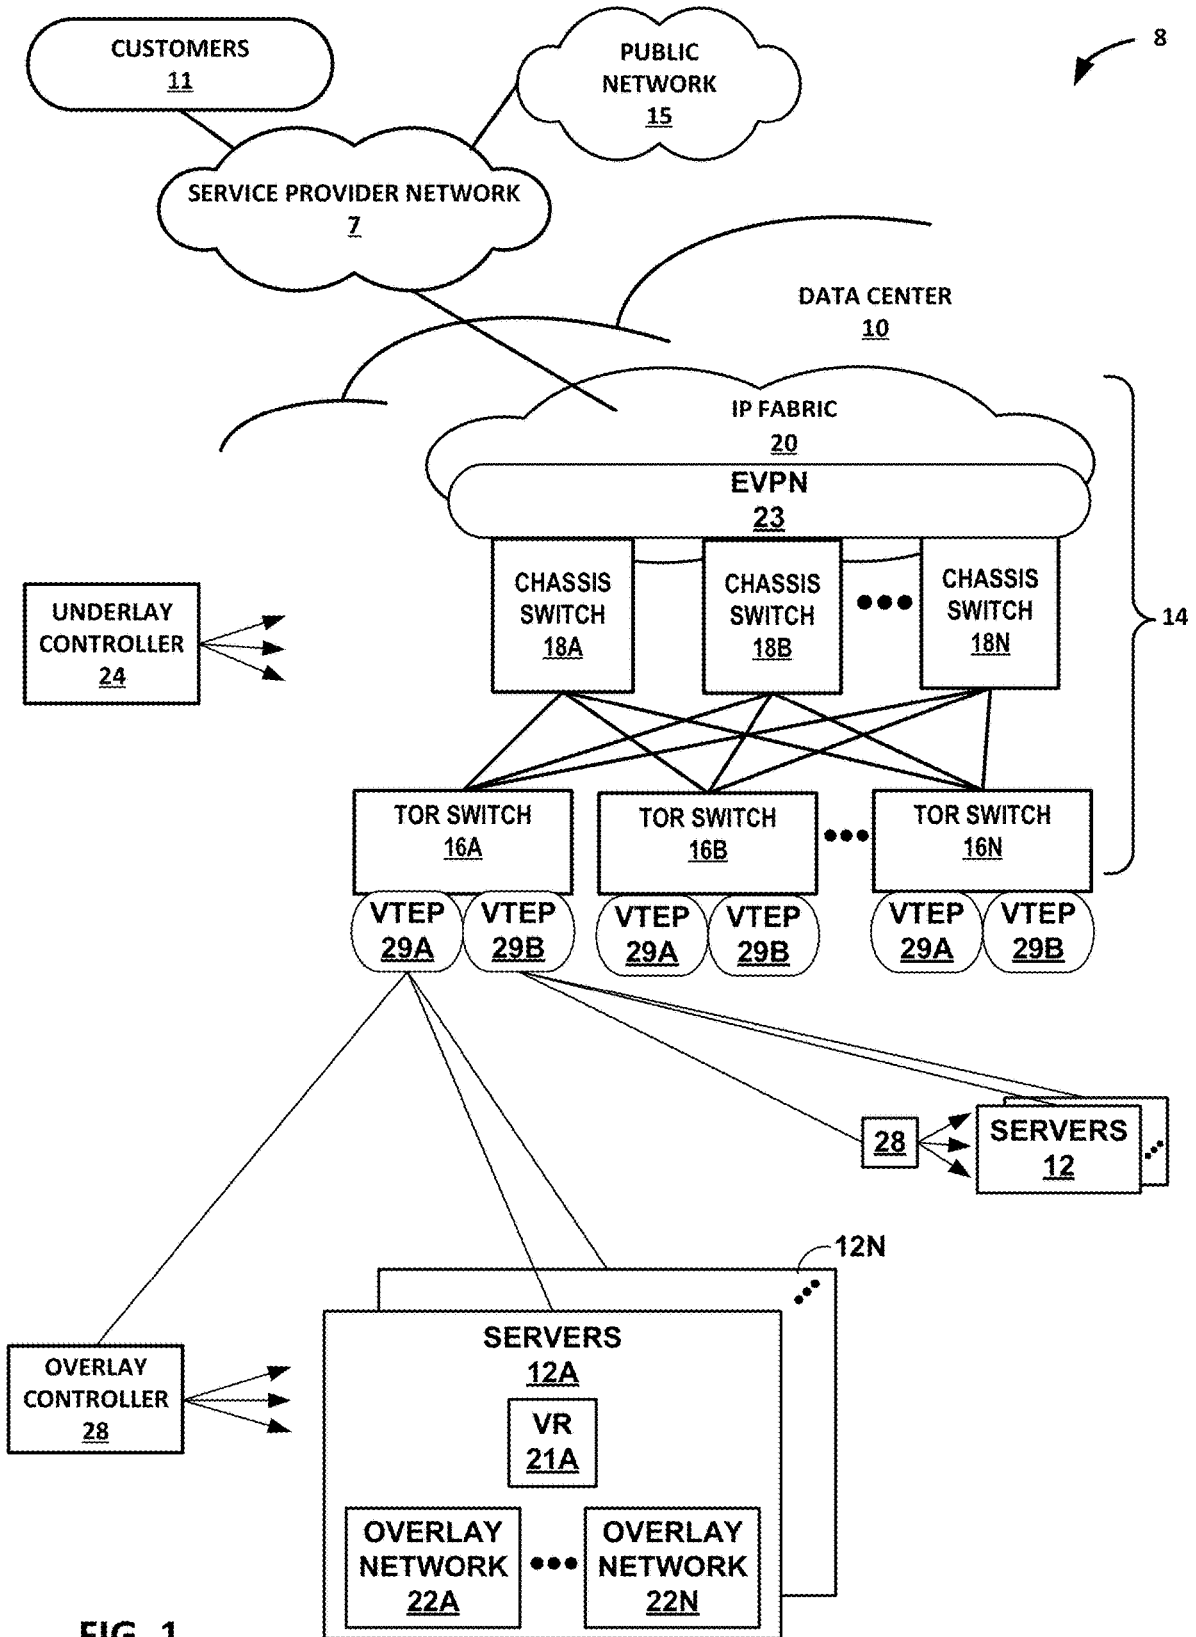 8
CUSTOMERS
11
PUBLIC
NETWORK
15
SERVICE PROVIDER NETWORK
7
DATA CENTER
10
IP FABRIC
20
EVPN
23
CHASSIS
SWITCH
18A
CHASSIS
SWITCH
18B
CHASSIS
SWITCH
18N
14
UNDERLAY
CONTROLLER
24
TOR SWITCH
16A
TOR SWITCH
16B
TOR SWITCH
16N
VTEP
29A
VTEP
29B
VTEP
29A
VTEP
29B
VTEP
29A
VTEP
29B
28
SERVERS
12
12N
SERVERS
12A
OVERLAY
CONTROLLER
28
VR
21A
OVERLAY
NETWORK
22A
OVERLAY
NETWORK
22N
FIG. 1